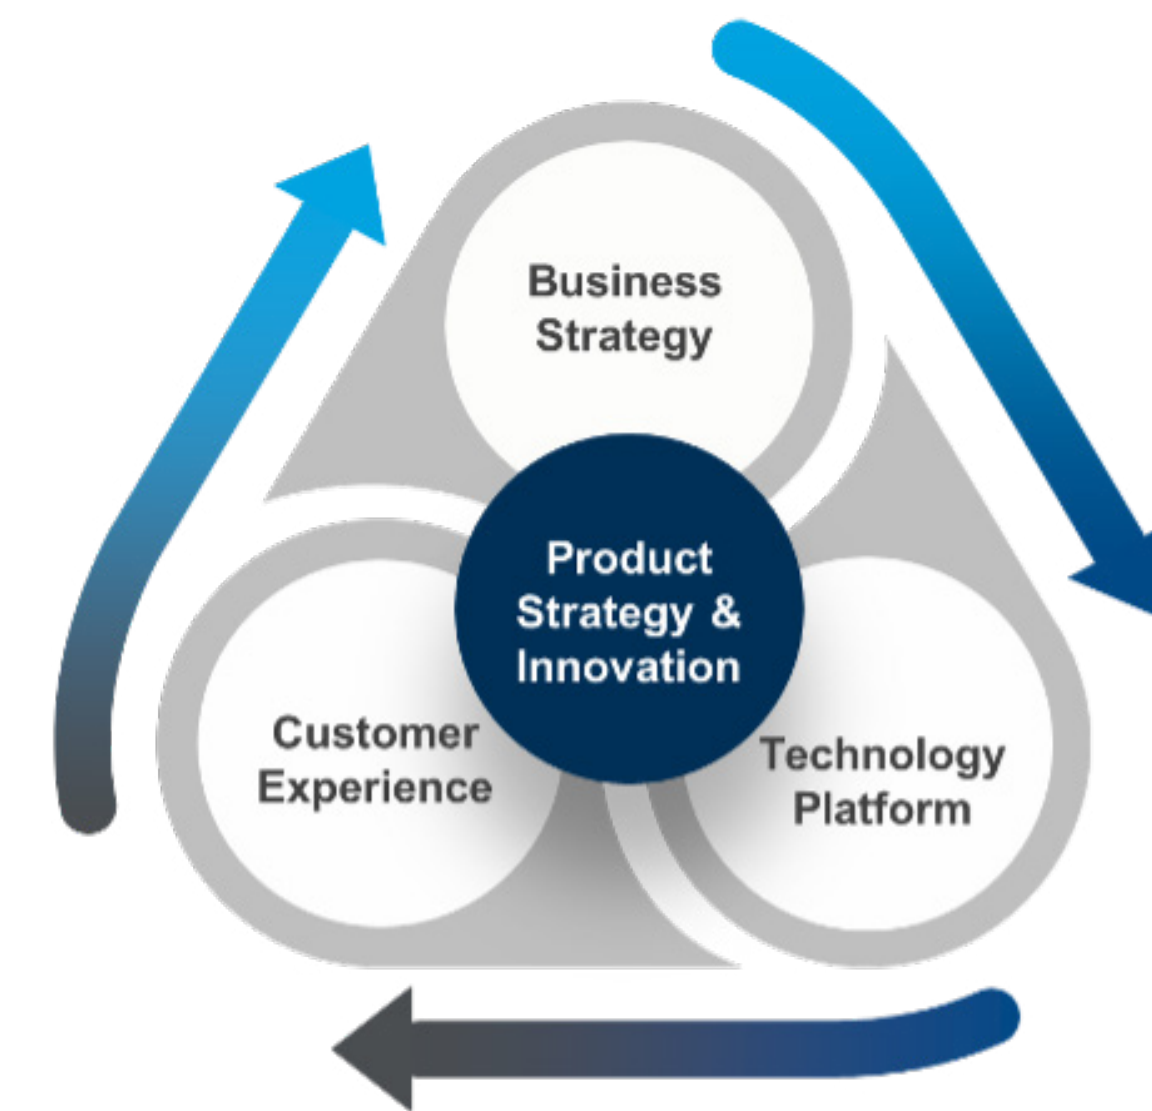 Business
Strategy
Product
Strategy &
Innovation
Customer
Experience
Technology
Platform